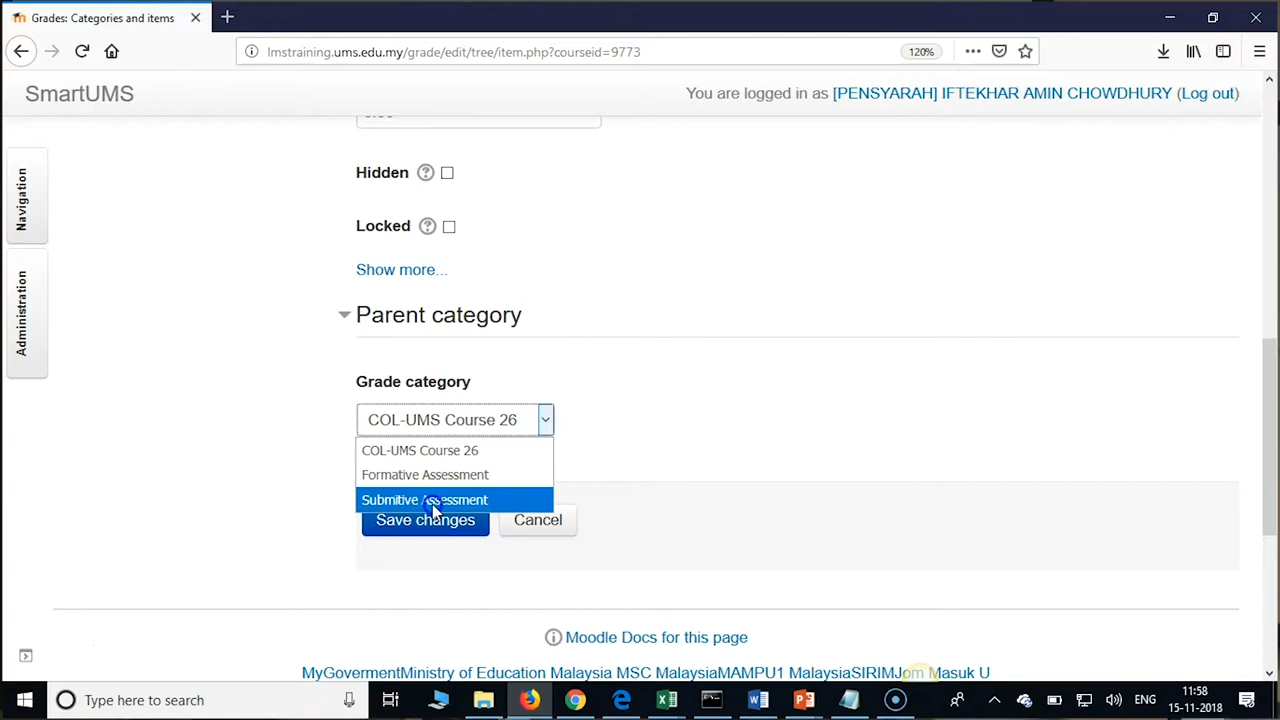 Grades: Categories and items
lmstraining.ums.edu.my/grade/edit/tree/item.php?courseid=9773
120%
SmartUMS
You are logged in as [PENSYARAH] IFTEKHAR AMIN CHOWDHURY (Log out)
Navigation
Administration
Hidden
Locked
Show more...
Parent category
Grade category
COL-UMS Course 26
COL-UMS Course 26
Formative Assessment
Submitive Assessment
Save changes
Cancel
Moodle Docs for this page
MyGovermentMinistry of Education Malaysia MSC MalaysiaMAMPU1 MalaysiaSIRIMJom Masuk U
Type here to search
ENG
11:58
15-11-2018